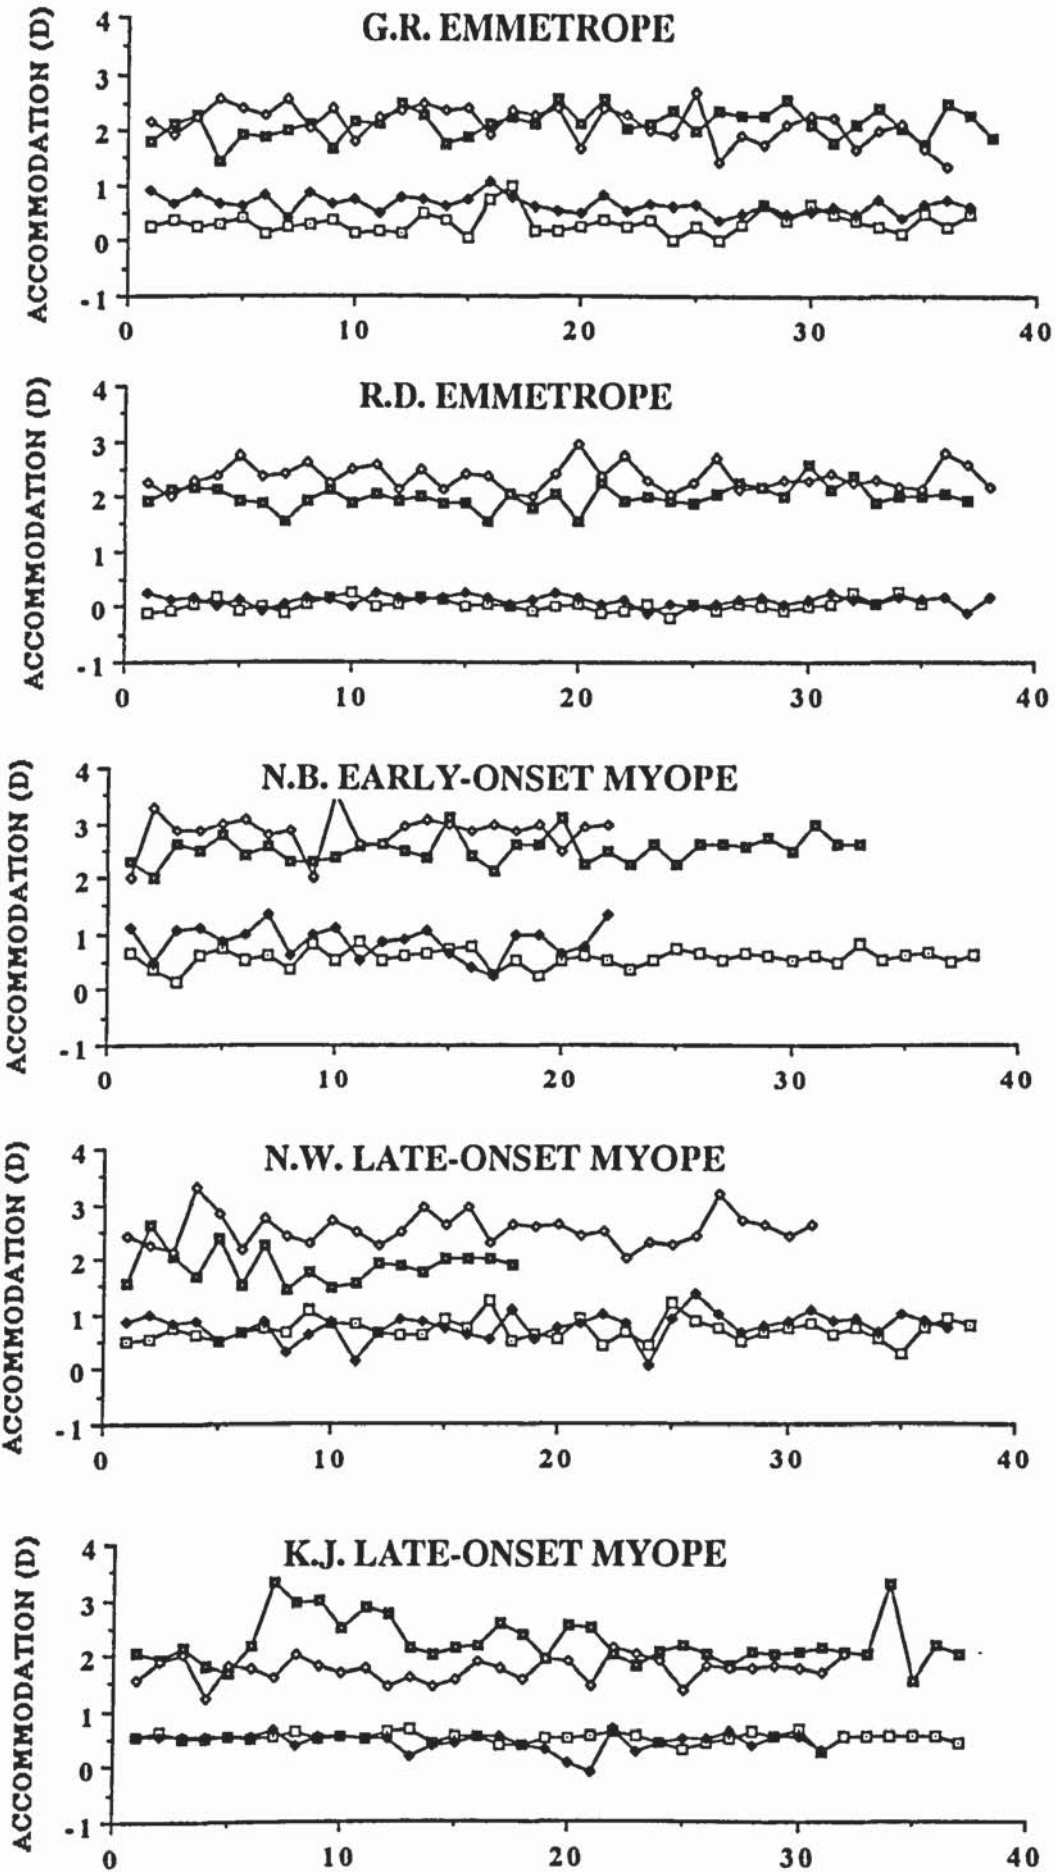 G.R. EMMETROPE
ACCOMMODATION (D)
4
3
2
1
0
-1
0 10 20 30 40
R.D. EMMETROPE
ACCOMMODATION (D)
4
3
2
1
0
-1
0 10 20 30 40
N.B. EARLY-ONSET MYOPE
ACCOMMODATION (D)
4
3
2
1
0
-1
0 10 20 30 40
N.W. LATE-ONSET MYOPE
ACCOMMODATION (D)
4
3
2
1
0
-1
0 10 20 30 40
K.J. LATE-ONSET MYOPE
ACCOMMODATION (D)
4
3
2
1
0
-1
0 10 20 30 40